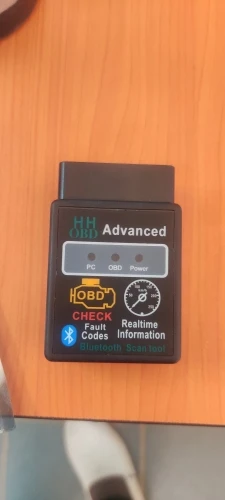 HH
OBD Advanced
PC OBD Power
OBD
CHECK
Fault
Codes
Realtime
Information
Bluetooth Scan tool